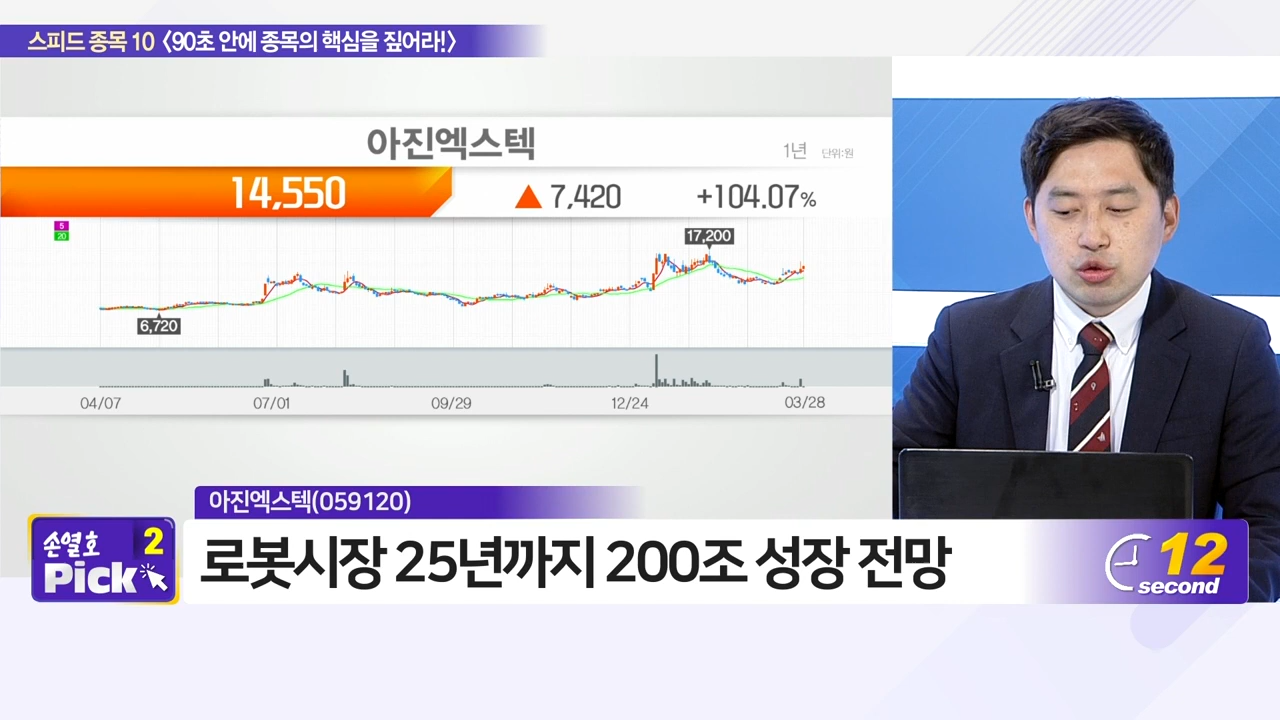 스피드 종목 10 <90초 안에 종목의 핵심을 짚어라!>
아진엑스텍
1년 단위:원
14,550 ▲ 7,420 +104.07%
5
20
17,200
6,720
04/07 07/01 09/29 12/24 03/28
아진엑스텍(059120)
손열호 2
Pick
로봇시장 25년까지 200조 성장 전망
12
second